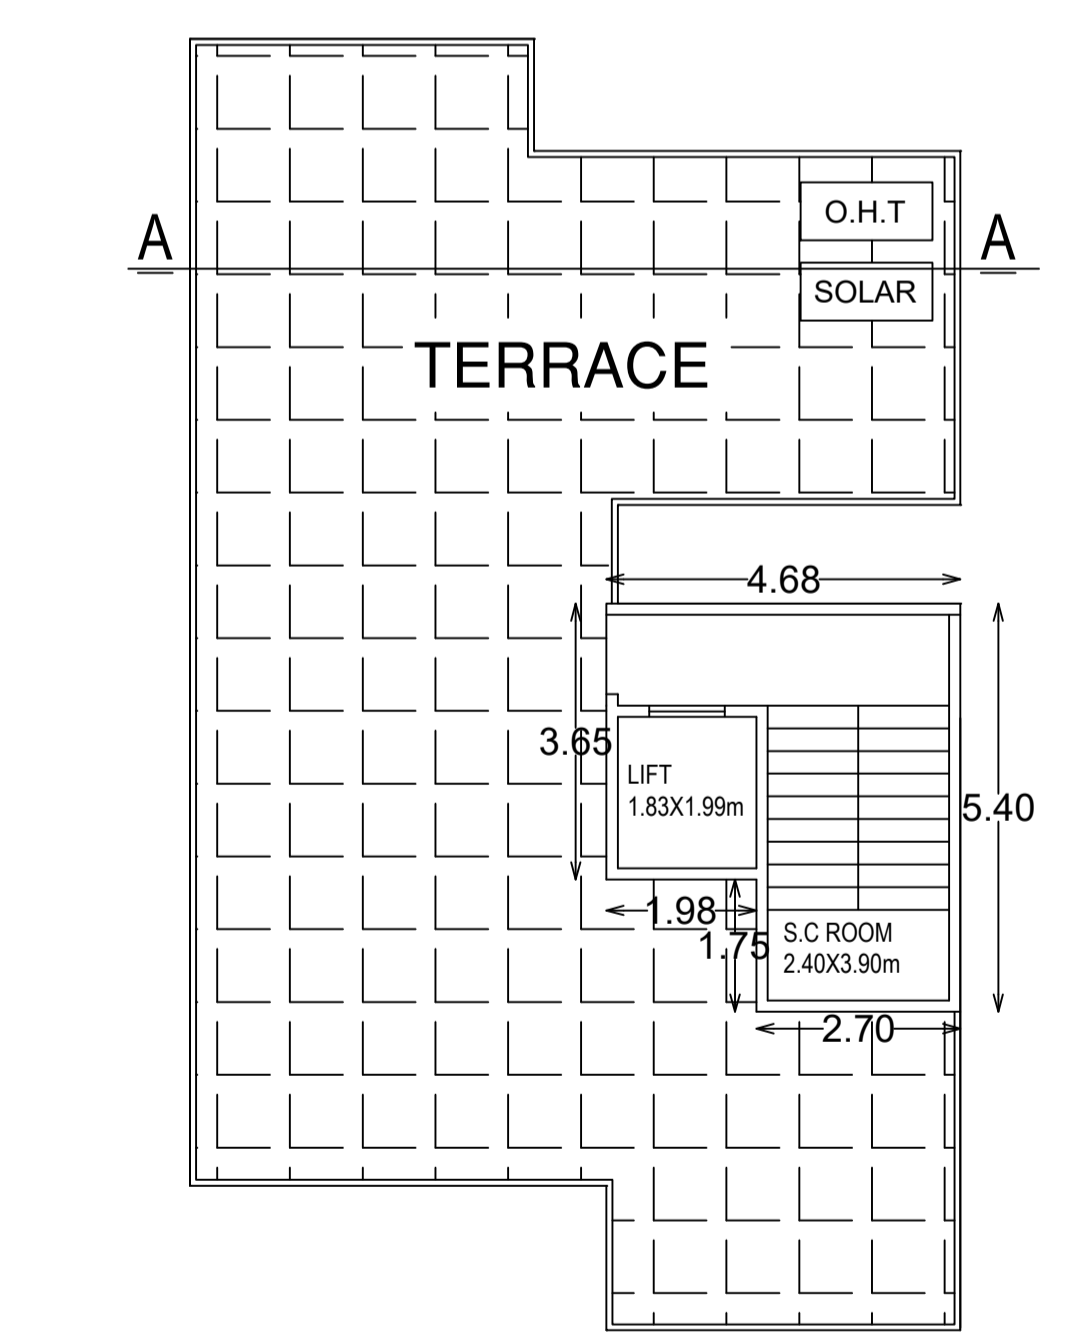 O.H.T
A
A
SOLAR
TERRACE
4.68
3.65
LIFT
1.83X1.99m
5.40
1.98
1.75
S.C ROOM
2.40X3.90m
2.70